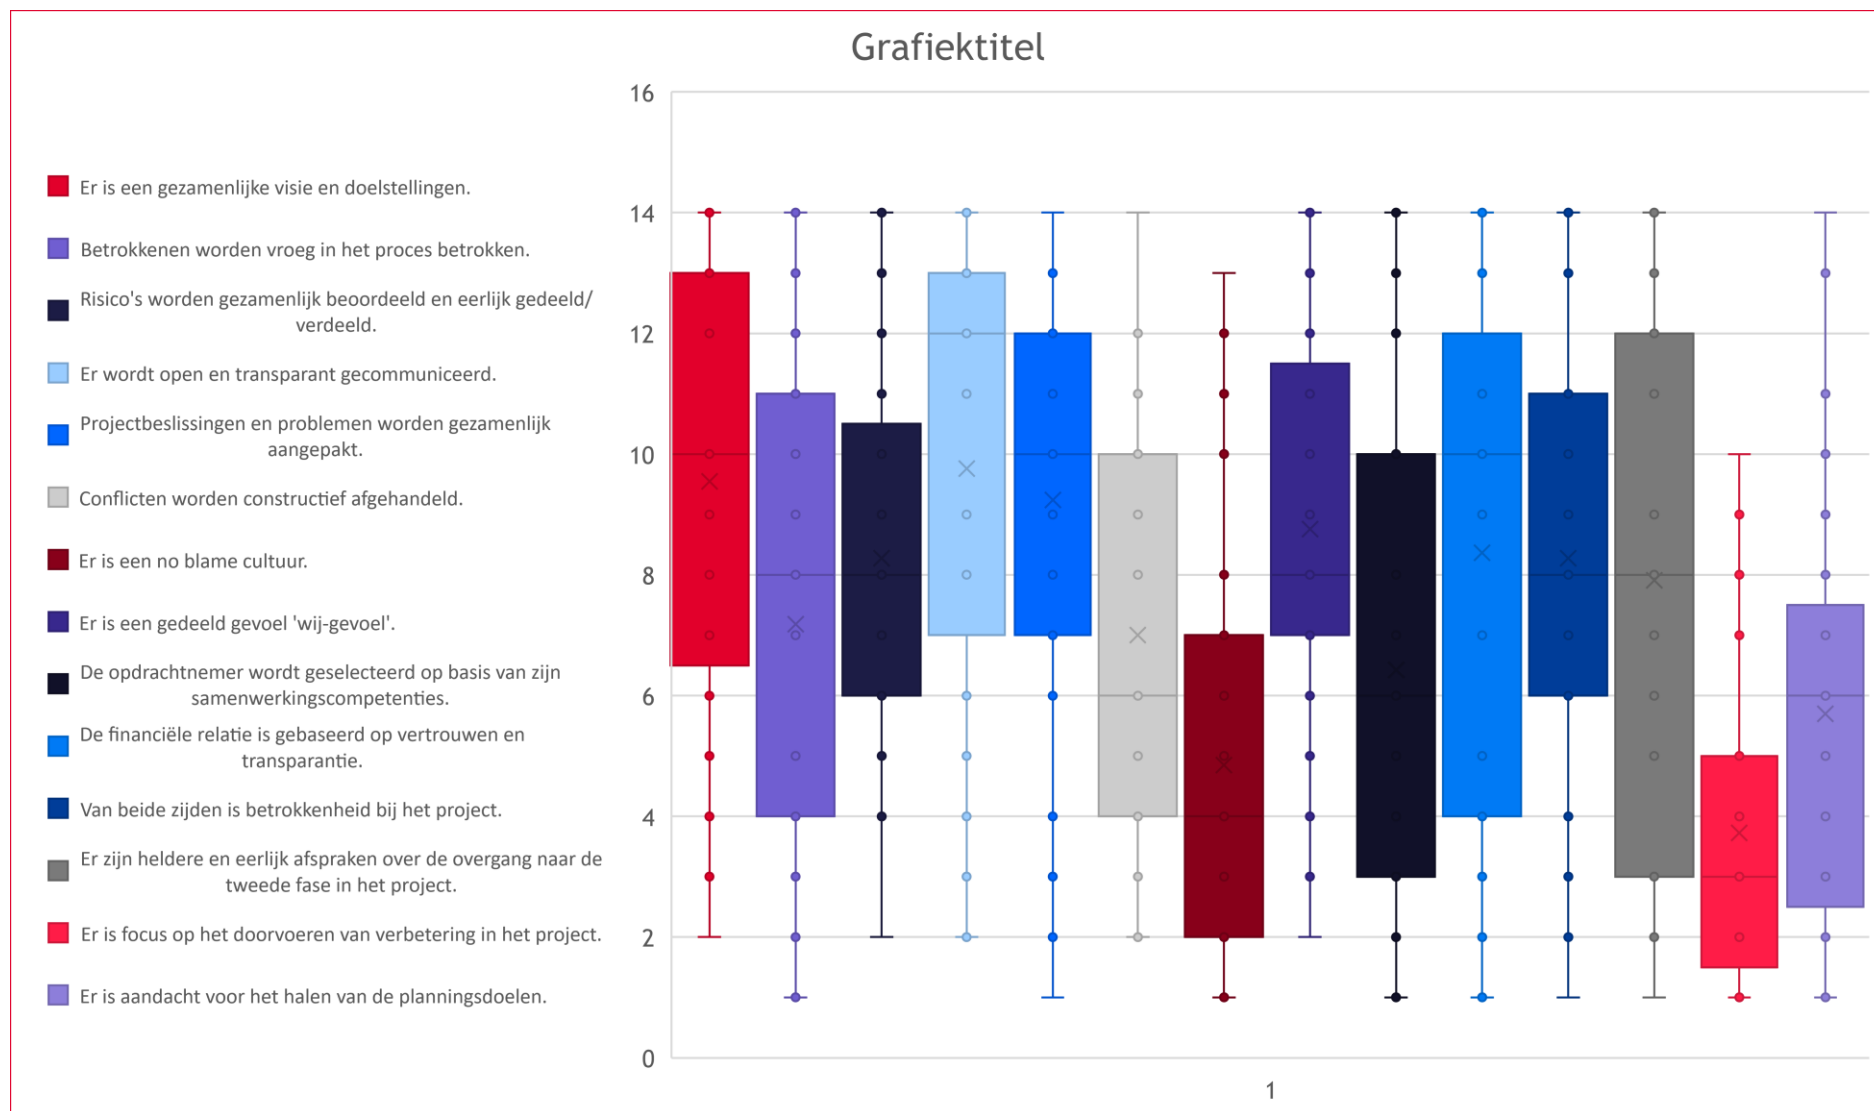 Grafiektitel
16
14
12
10
8
6
4
2
0
1
Er is een gezamenlijke visie en doelstellingen.
Betrokkenen worden vroeg in het proces betrokken.
Risico's worden gezamenlijk beoordeeld en eerlijk gedeeld/
verdeeld.
Er wordt open en transparant gecommuniceerd.
Projectbeslissingen en problemen worden gezamenlijk
aangepakt.
Conflicten worden constructief afgehandeld.
Er is een no blame cultuur.
Er is een gedeeld gevoel 'wij-gevoel'.
De opdrachtnemer wordt geselecteerd op basis van zijn
samenwerkingscompetenties.
De financiële relatie is gebaseerd op vertrouwen en
transparantie.
Van beide zijden is betrokkenheid bij het project.
Er zijn heldere en eerlijk afspraken over de overgang naar de
tweede fase in het project.
Er is focus op het doorvoeren van verbetering in het project.
Er is aandacht voor het halen van de planningsdoelen.